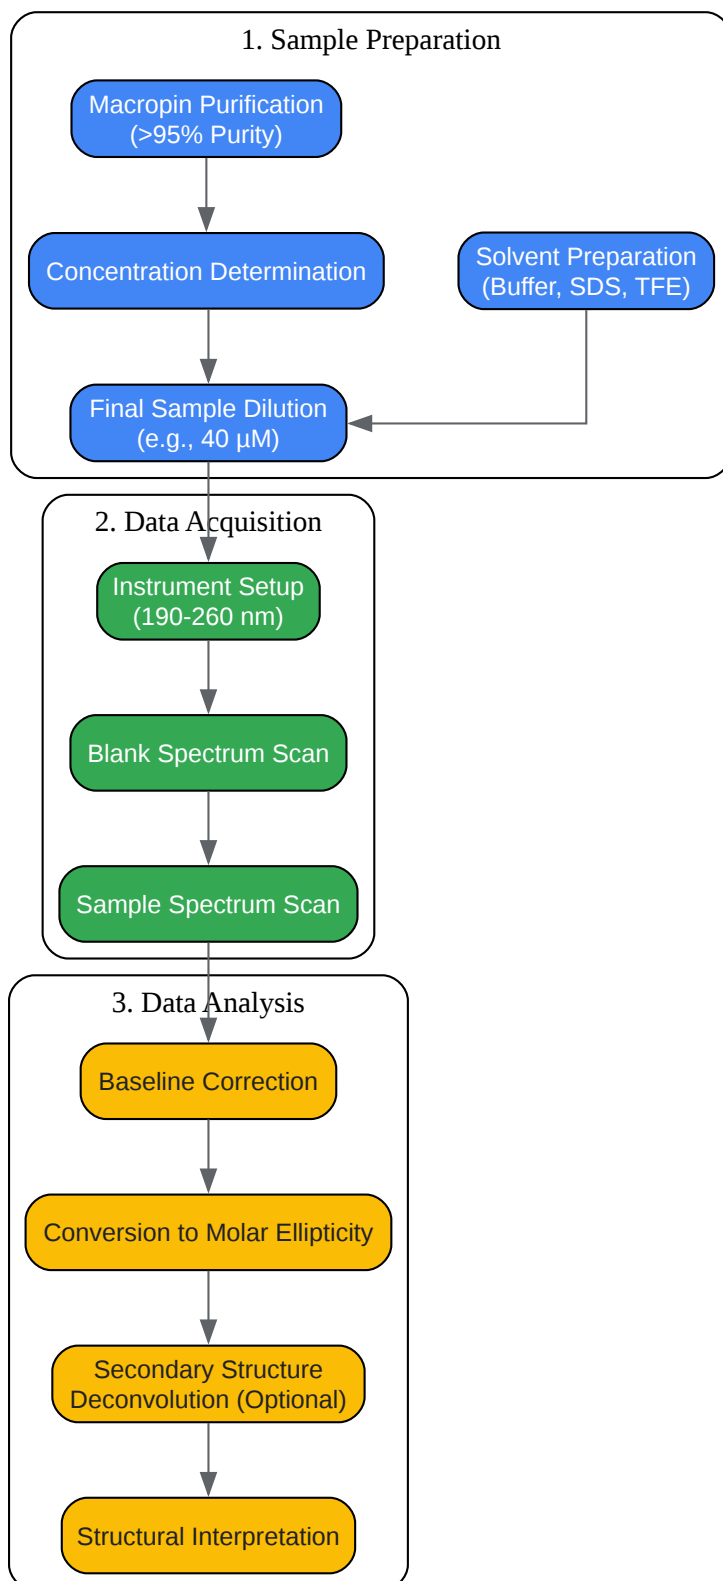 1. Sample Preparation
Macropin Purification
(>95% Purity)
Concentration Determination
Solvent Preparation
(Buffer, SDS, TFE)
Final Sample Dilution
(e.g., 40 µM)
2. Data Acquisition
Instrument Setup
(190-260 nm)
Blank Spectrum Scan
Sample Spectrum Scan
3. Data Analysis
Baseline Correction
Conversion to Molar Ellipticity
Secondary Structure
Deconvolution (Optional)
Structural Interpretation